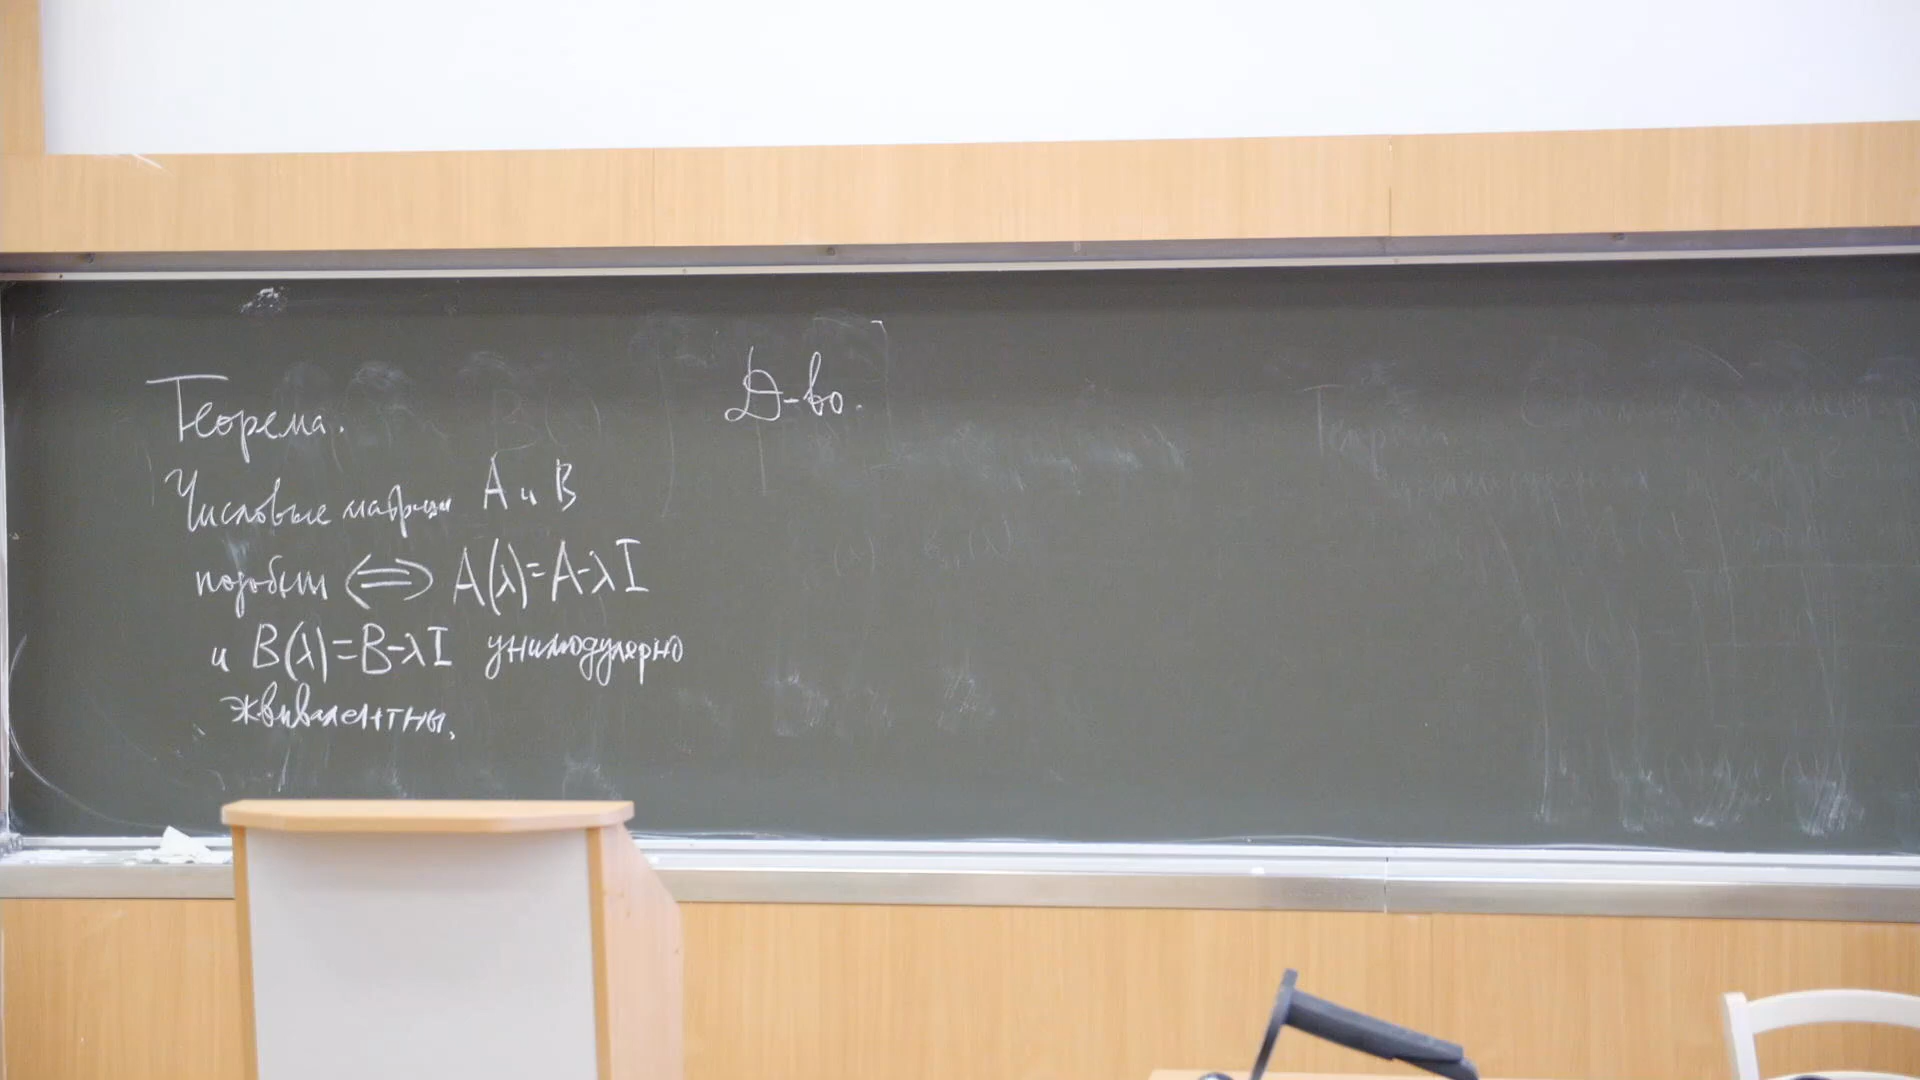 Теорема.
Числовые матрицы A и B
подобны ⟺ A(λ)=A-λI
и B(λ)=B-λI унимодулярно
эквивалентны.
Д-во.